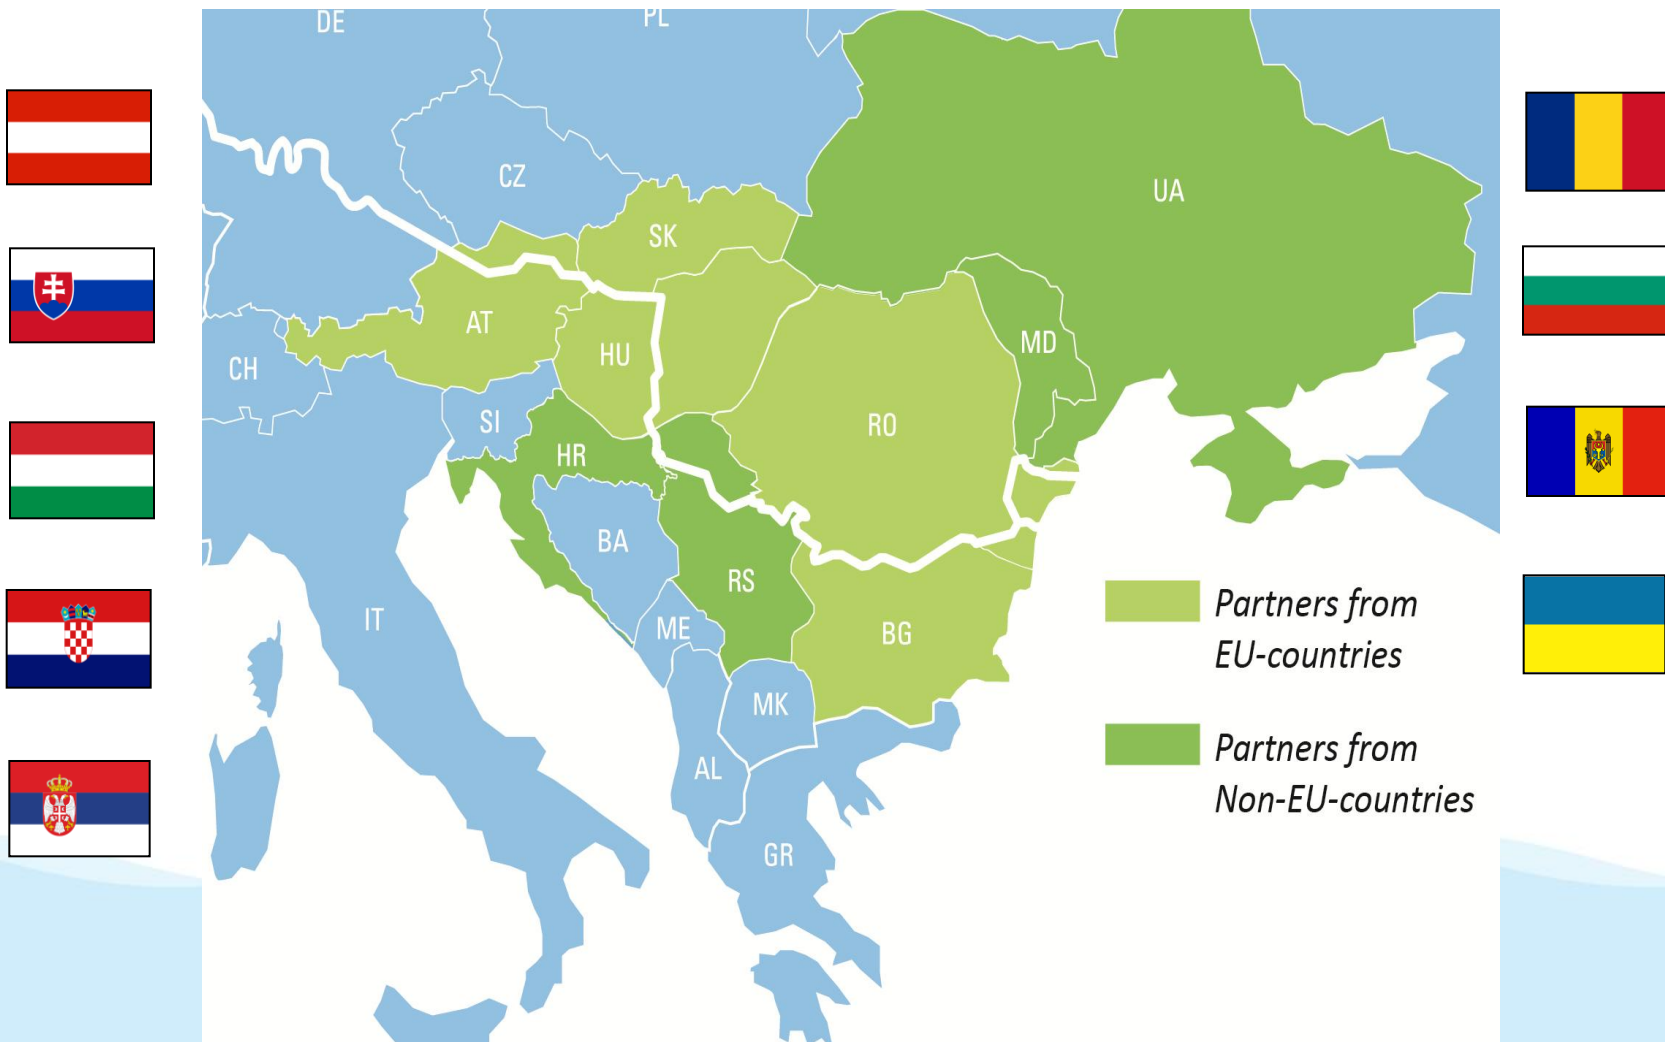 DE
PL
CZ
UA
SK
AT
HU
MD
CH
SI
RO
HR
BA
RS
IT
ME
BG
MK
AL
GR
Partners from
EU-countries
Partners from
Non-EU-countries